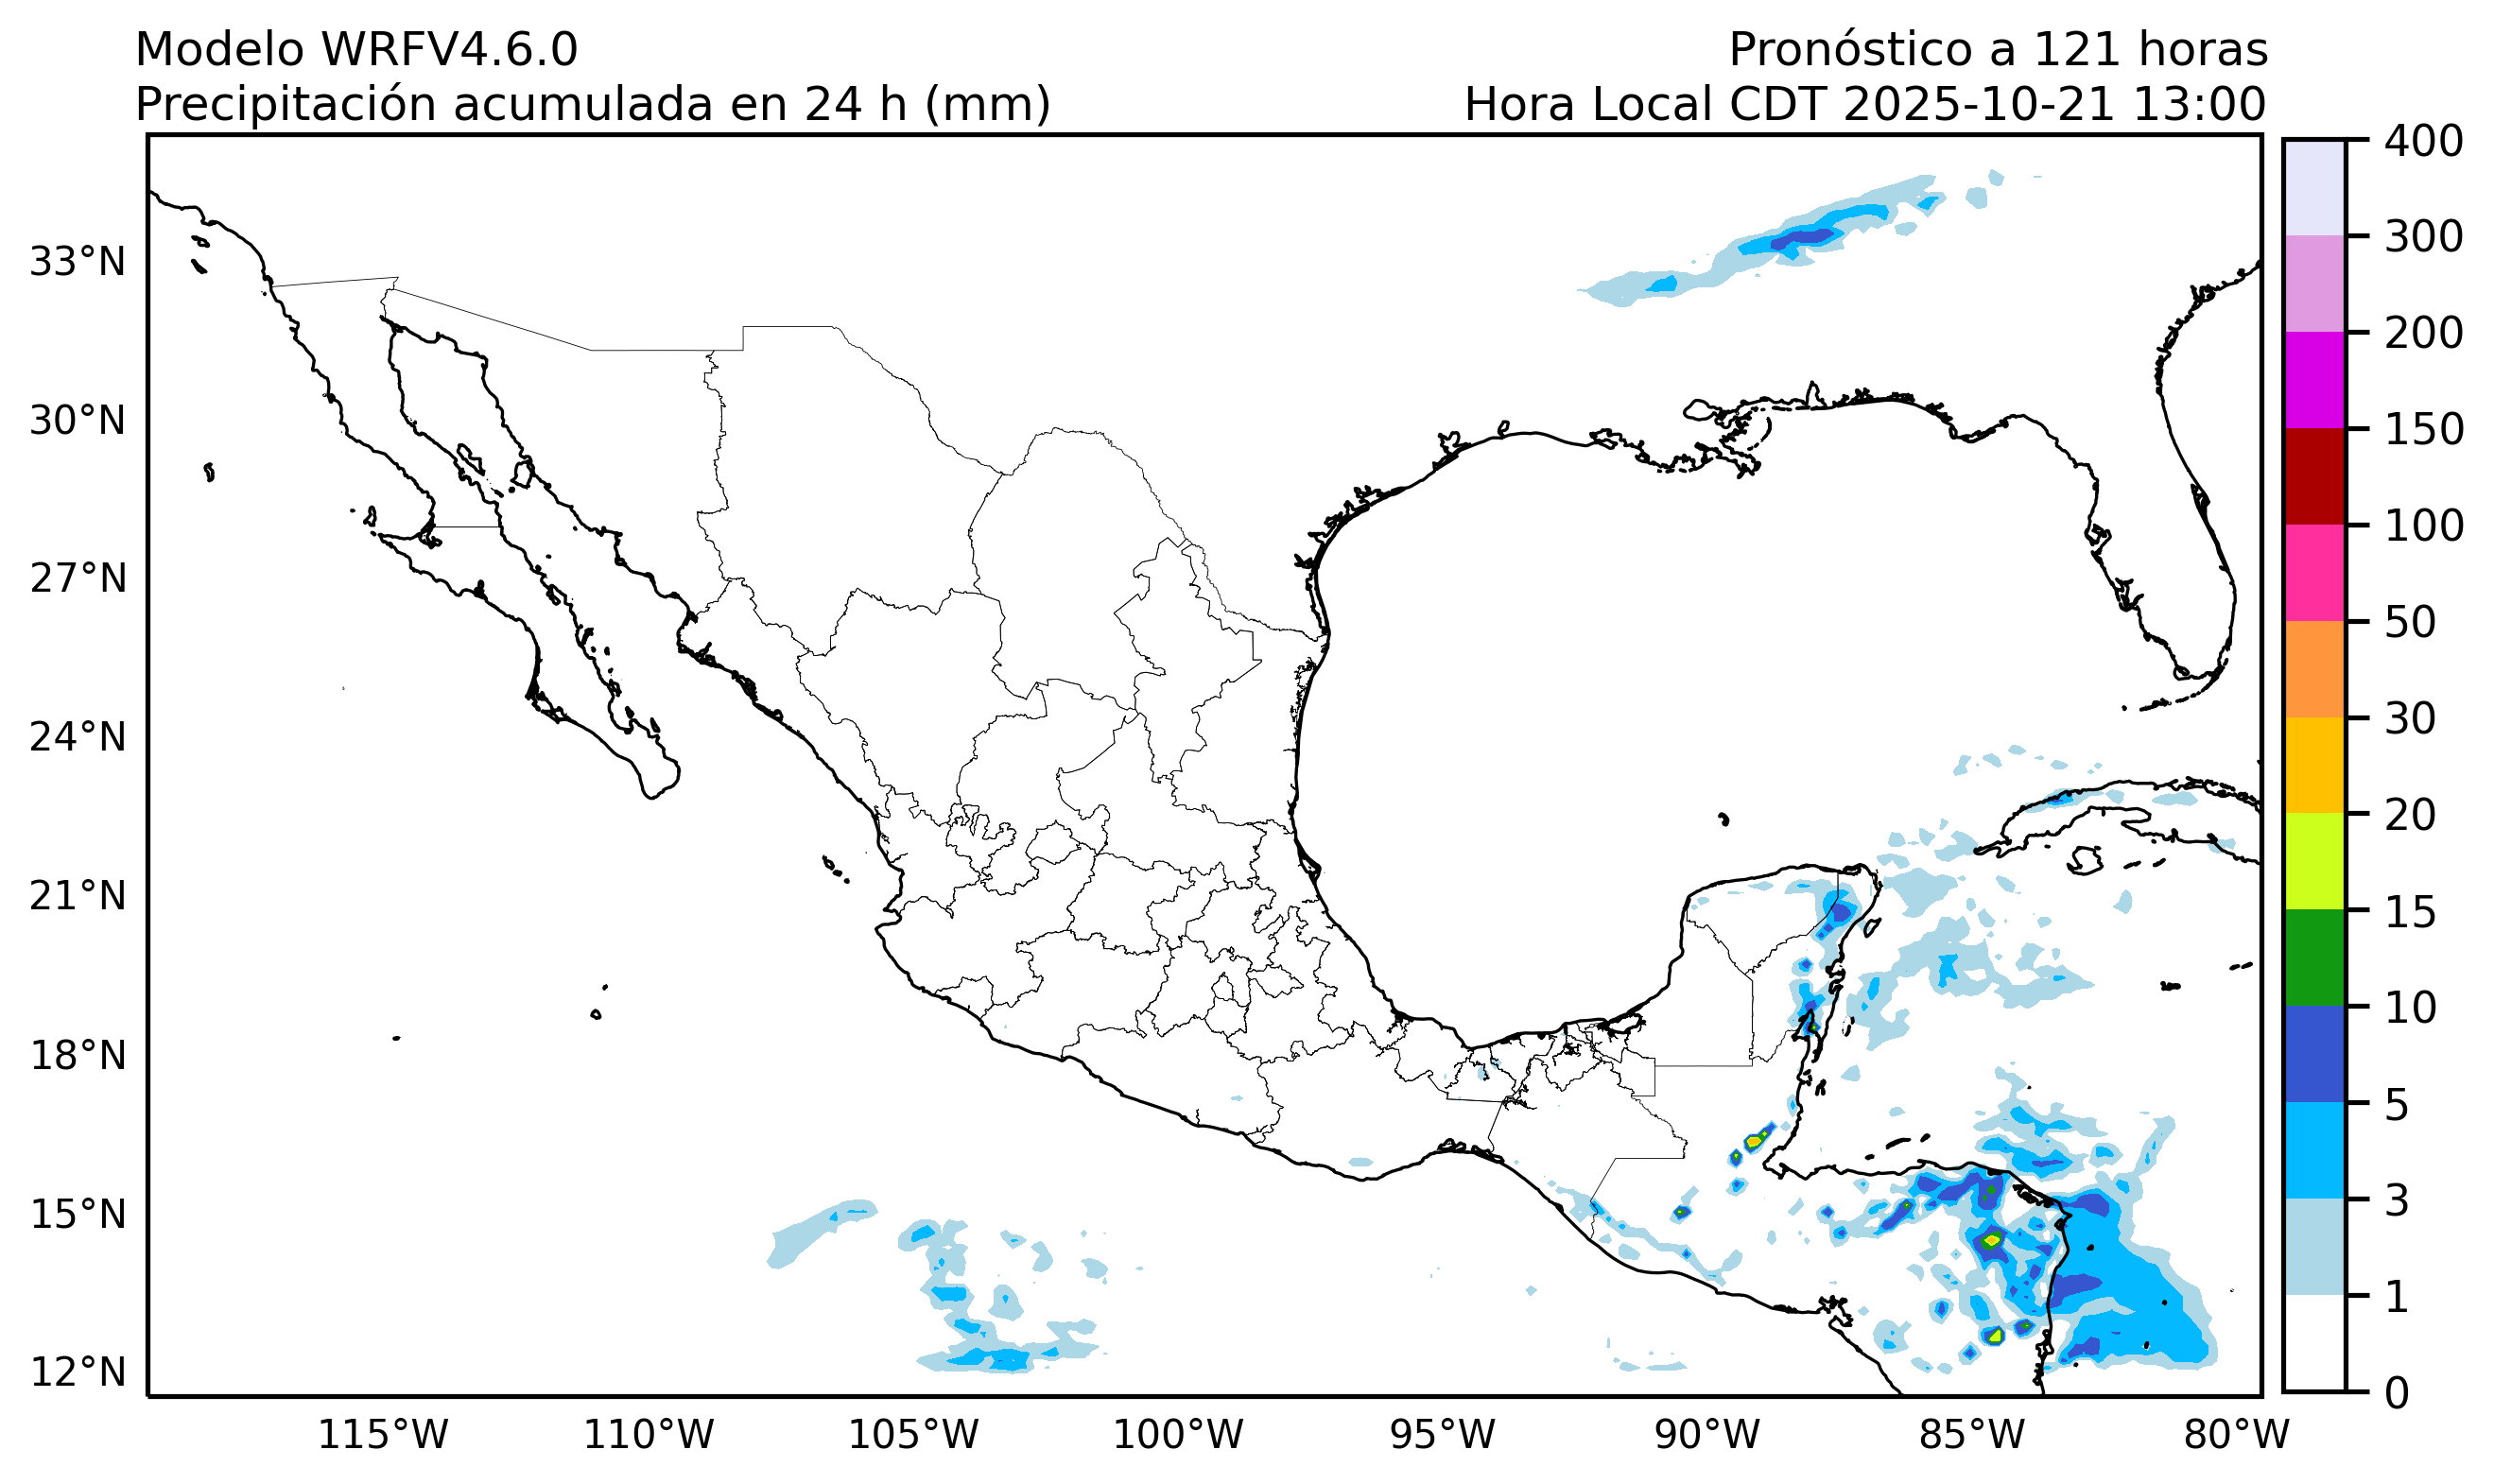 Modelo WRFV4.6.0
Pronóstico a 121 horas
Precipitación acumulada en 24 h (mm)
Hora Local CDT 2025-10-21 13:00
33°N
30°N
27°N
24°N
21°N
18°N
15°N
12°N
115°W
110°W
105°W
100°W
95°W
90°W
85°W
80°W
400
300
200
150
100
50
30
20
15
10
5
3
1
0